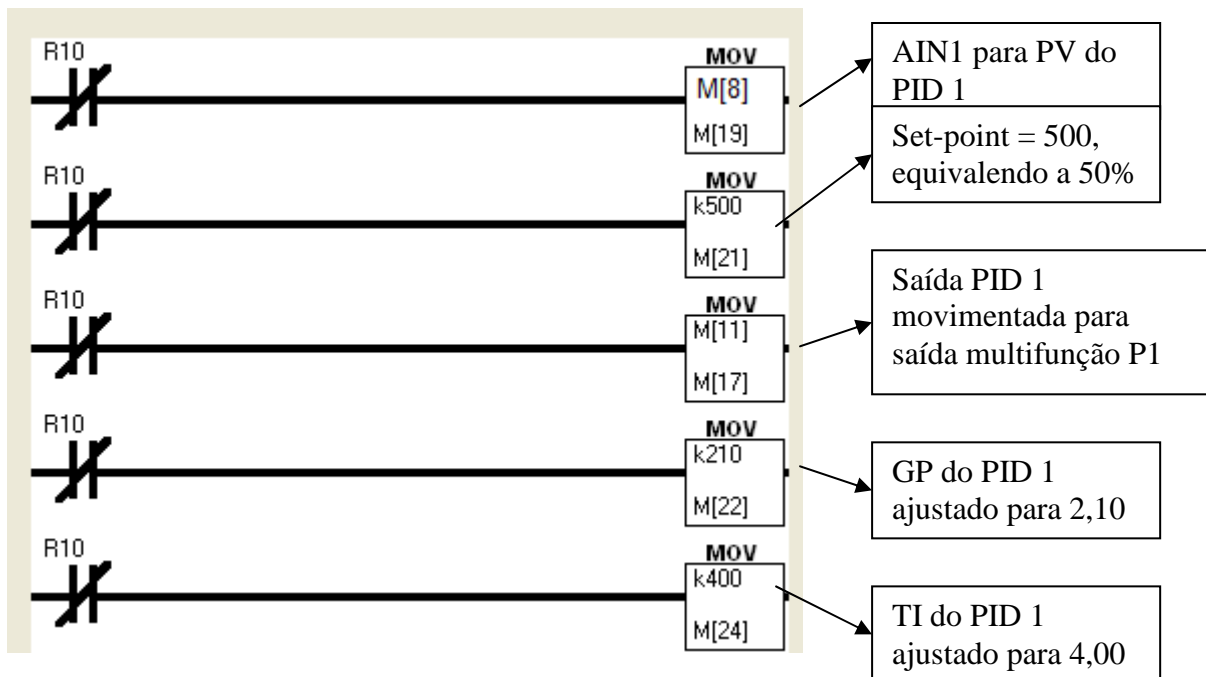 R10
MOV
M[8]
M[19]
AIN1 para PV do
PID 1
R10
MOV
k500
M[21]
Set-point = 500,
equivalendo a 50%
R10
MOV
M[11]
M[17]
Saída PID 1
movimentada para
saída multifunção P1
R10
MOV
k210
M[22]
GP do PID 1
ajustado para 2,10
R10
MOV
k400
M[24]
TI do PID 1
ajustado para 4,00